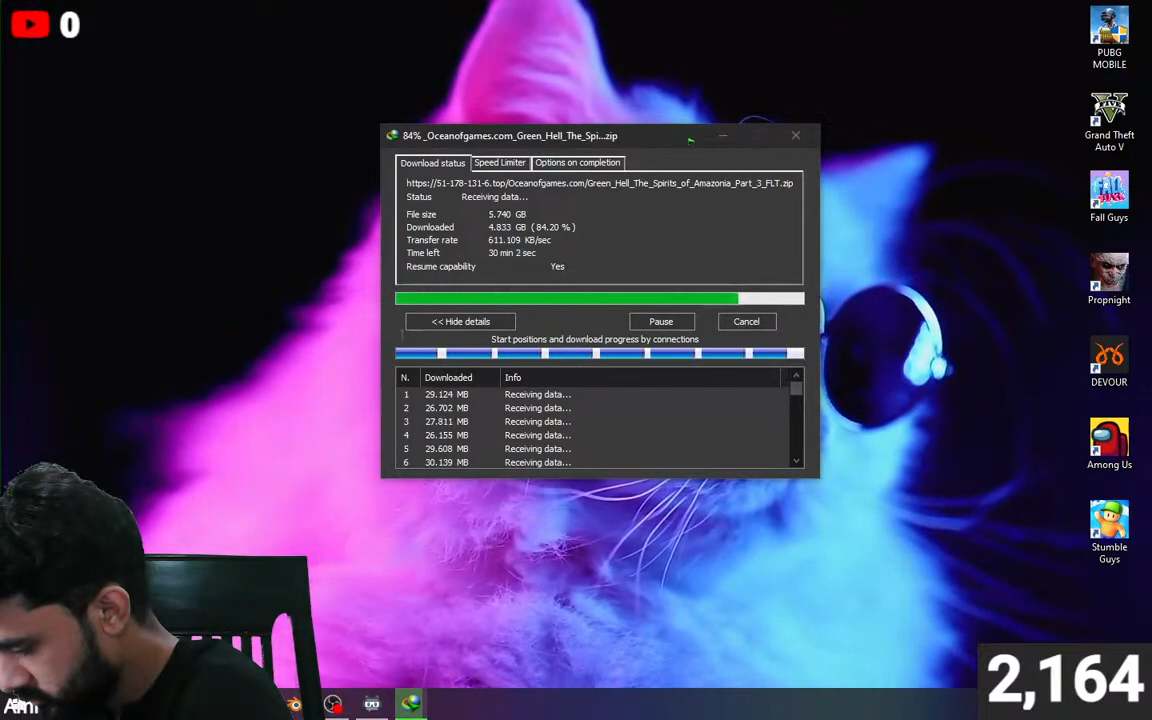 0
PUBG
MOBILE
Grand Theft
Auto V
Fall Guys
Propnight
DEVOUR
Among Us
Stumble
Guys
84% _Oceanofgames.com_Green_Hell_The_Spi...zip
Download status
Speed Limiter
Options on completion
https://51-178-131-6.top/Oceanofgames.com/Green_Hell_The_Spirits_of_Amazonia_Part_3_FLT.zip
Status Receiving data...
File size 5.740 GB
Downloaded 4.833 GB ( 84.20 % )
Transfer rate 611.109 KB/sec
Time left 30 min 2 sec
Resume capability Yes
<< Hide details
Pause
Cancel
Start positions and download progress by connections
N. Downloaded Info
1 29.124 MB Receiving data...
2 26.702 MB Receiving data...
3 27.811 MB Receiving data...
4 26.155 MB Receiving data...
5 29.608 MB Receiving data...
6 30.139 MB Receiving data...
2,164